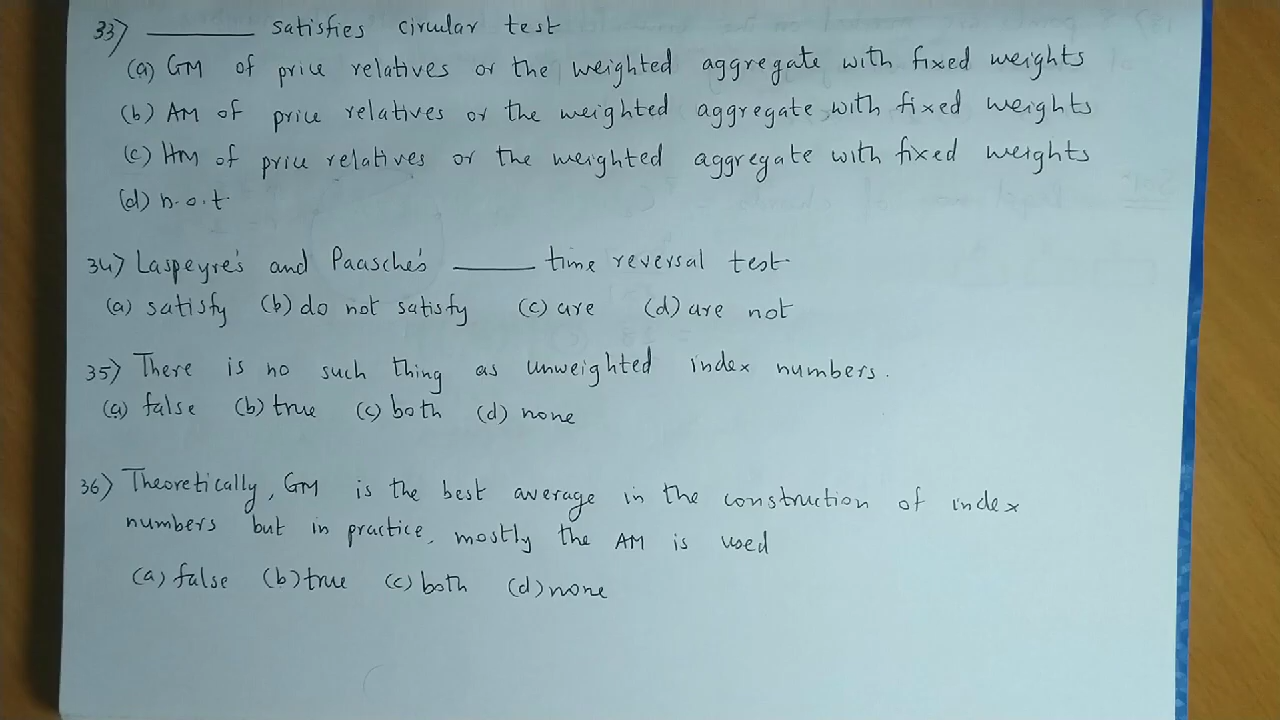 33) ______ satisfies circular test
(a) GM of price relatives or the weighted aggregate with fixed weights
(b) AM of price relatives or the weighted aggregate with fixed weights
(c) HM of price relatives or the weighted aggregate with fixed weights
(d) n.o.t
34) Laspeyre's and Paasche's ______ time reversal test
(a) satisfy (b) do not satisfy (c) are (d) are not
35) There is no such thing as unweighted index numbers.
(a) false (b) true (c) both (d) none
36) Theoretically, GM is the best average in the construction of index
numbers but in practice, mostly the AM is used
(a) false (b) true (c) both (d) none